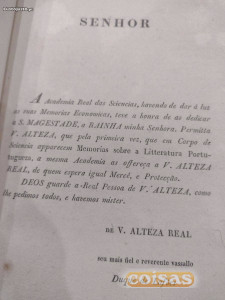 SENHOR
A Academia Real das Sciencias, havendo de dar á luz
as suas Memorias Economicas, teve a honra de as dedicar
a S. MAGESTADE, a RAINHA minha Senhora. Permitta
V. ALTEZA, que pela primeira vez, que em Corpo de
Sciencia apparecem Memorias sobre a Litteratura Portu-
gueza, a mesma Academia as offereça a V. ALTEZA
REAL, de quem espera igual Mercê, e Protecção.
DEOS guarde a Real Pessoa de V. ALTEZA, como
lhe pedimos todos, e havemos mister.
DE V. ALTEZA REAL
seu mais fiel e reverente vassallo
Duque
coisas